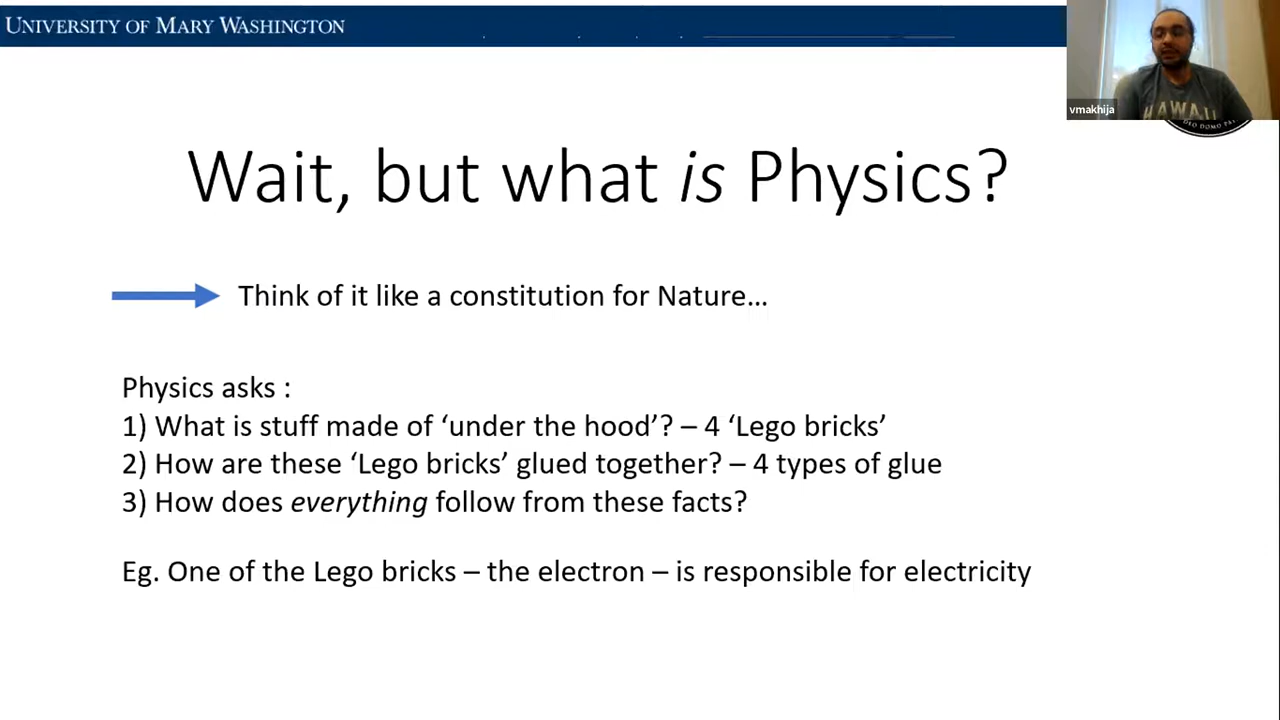 UNIVERSITY OF MARY WASHINGTON
vmakhija
HAWAII
Wait, but what is Physics?
Think of it like a constitution for Nature...
Physics asks :
1) What is stuff made of ‘under the hood’? – 4 ‘Lego bricks’
2) How are these ‘Lego bricks’ glued together? – 4 types of glue
3) How does everything follow from these facts?
Eg. One of the Lego bricks – the electron – is responsible for electricity